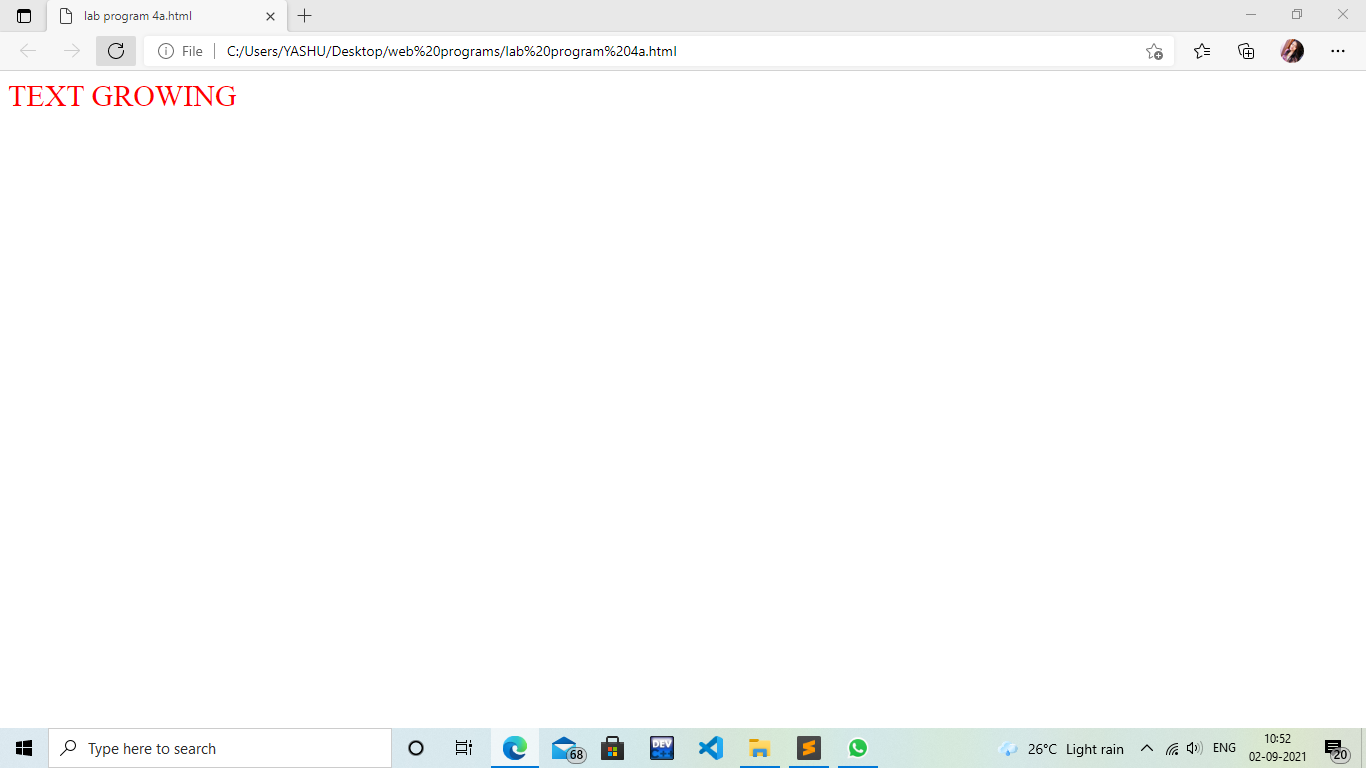 lab program 4a.html
File C:/Users/YASHU/Desktop/web%20programs/lab%20program%204a.html
TEXT GROWING
Type here to search
68
DEV
C++
26°C Light rain
ENG
10:52
02-09-2021
20